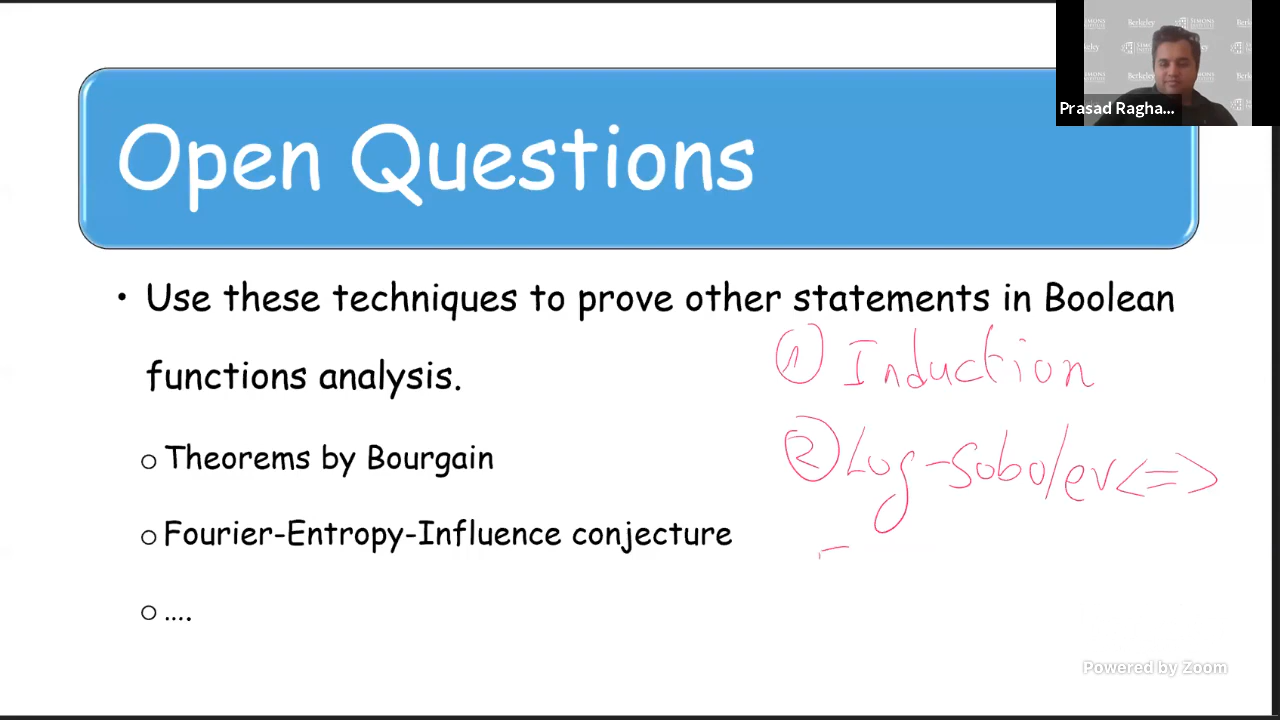 Prasad Ragha...
Open Questions
• Use these techniques to prove other statements in Boolean
functions analysis.
① Induction
o Theorems by Bourgain
② Log-Sobolev <=>
o Fourier-Entropy-Influence conjecture
o ....
Powered by Zoom